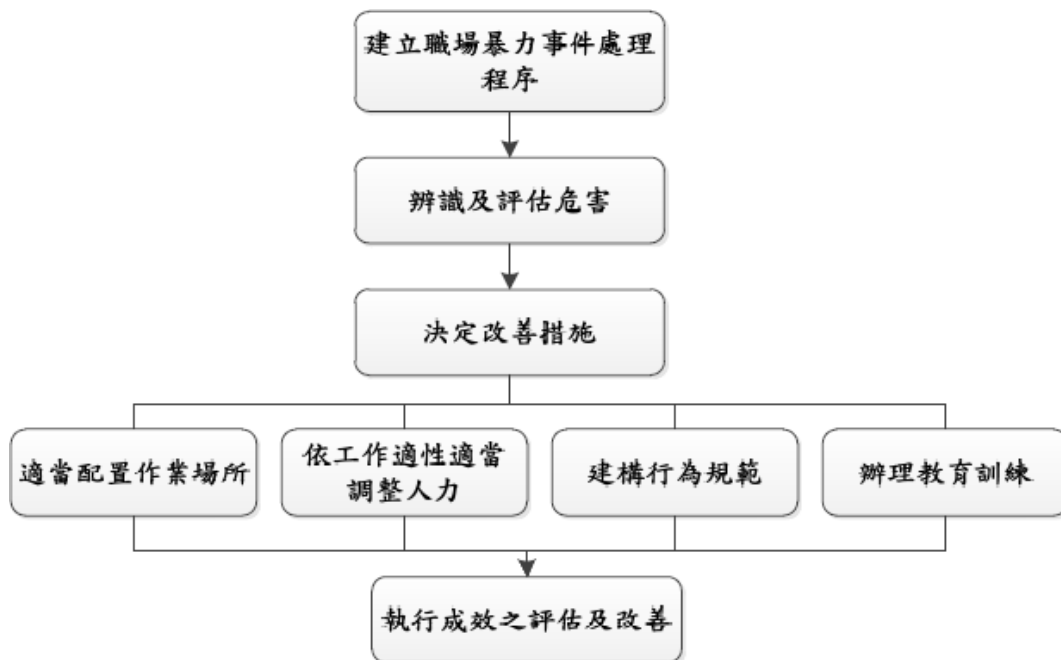 建立職場暴力事件處理
程序
辨識及評估危害
決定改善措施
適當配置作業場所
依工作適性適當
調整人力
建構行為規範
辦理教育訓練
執行成效之評估及改善